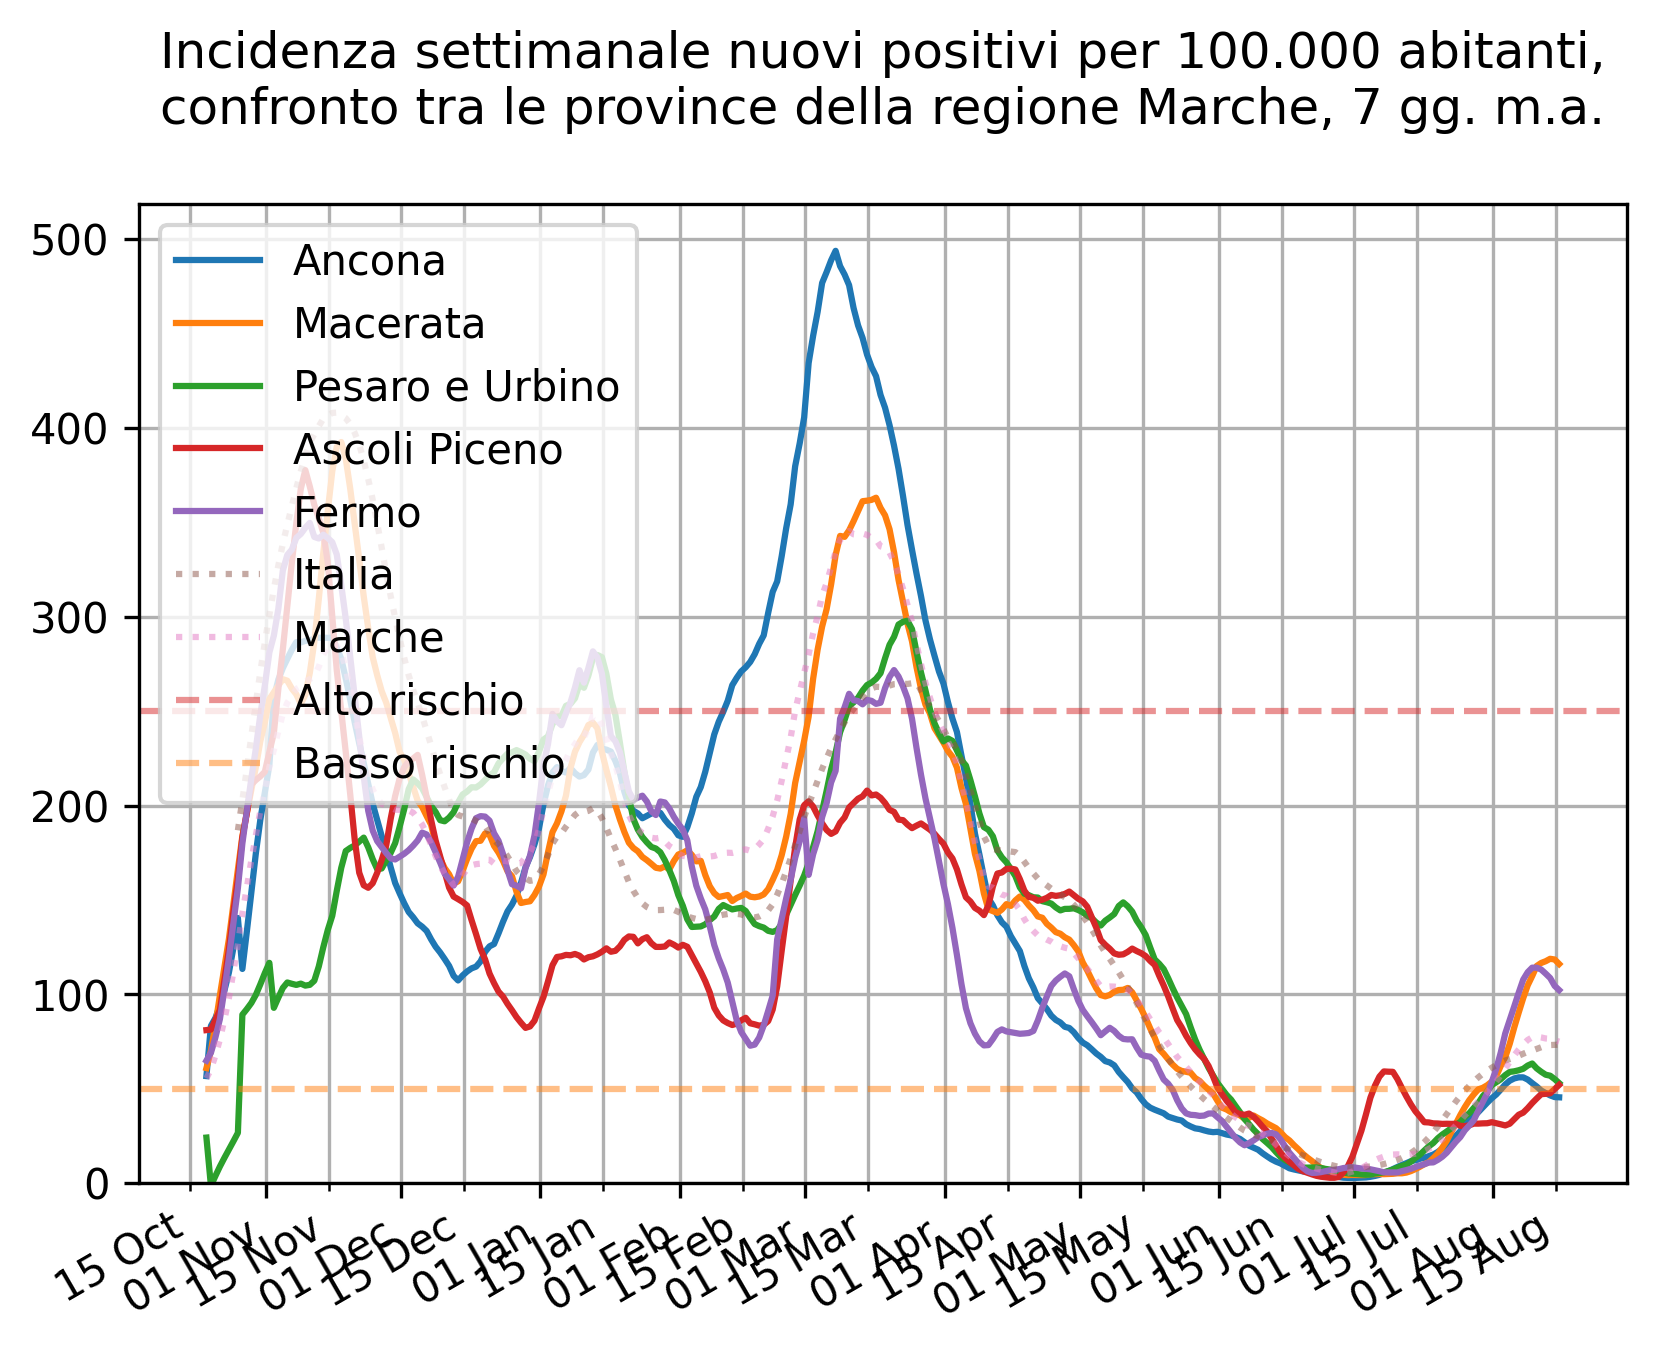 Incidenza settimanale nuovi positivi per 100.000 abitanti,
confronto tra le province della regione Marche, 7 gg. m.a.
500
400
300
200
100
0
Ancona
Macerata
Pesaro e Urbino
Ascoli Piceno
Fermo
Italia
Marche
Alto rischio
Basso rischio
15 Oct
01 Nov
15 Nov
01 Dec
15 Dec
01 Jan
15 Jan
01 Feb
15 Feb
01 Mar
15 Mar
01 Apr
15 Apr
01 May
15 May
01 Jun
15 Jun
01 Jul
15 Jul
01 Aug
15 Aug